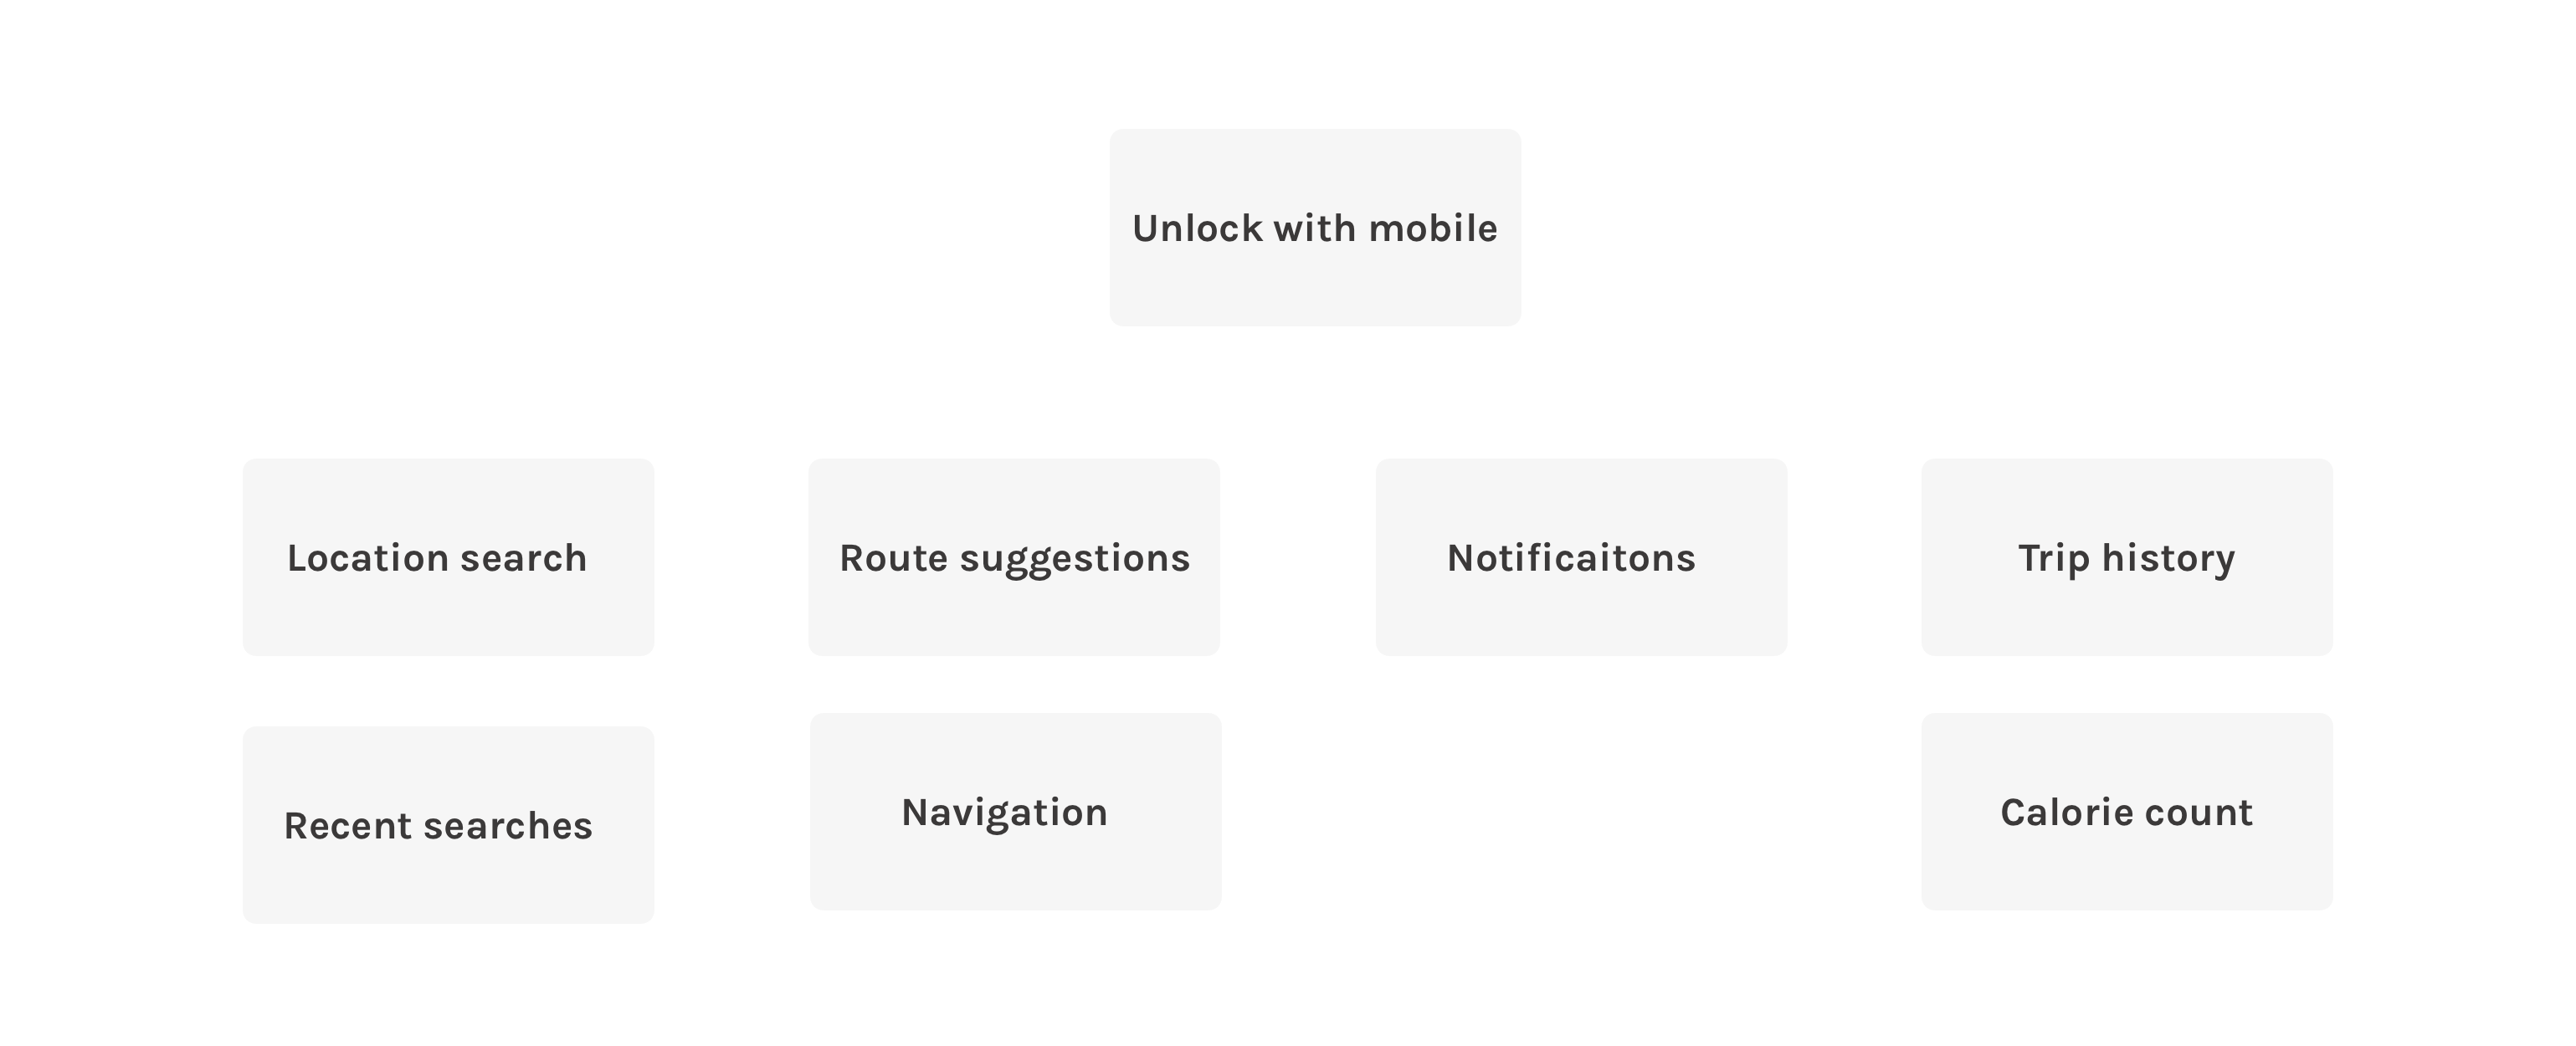 Unlock with mobile
Location search
Route suggestions
Notificaitons
Trip history
Recent searches
Navigation
Calorie count